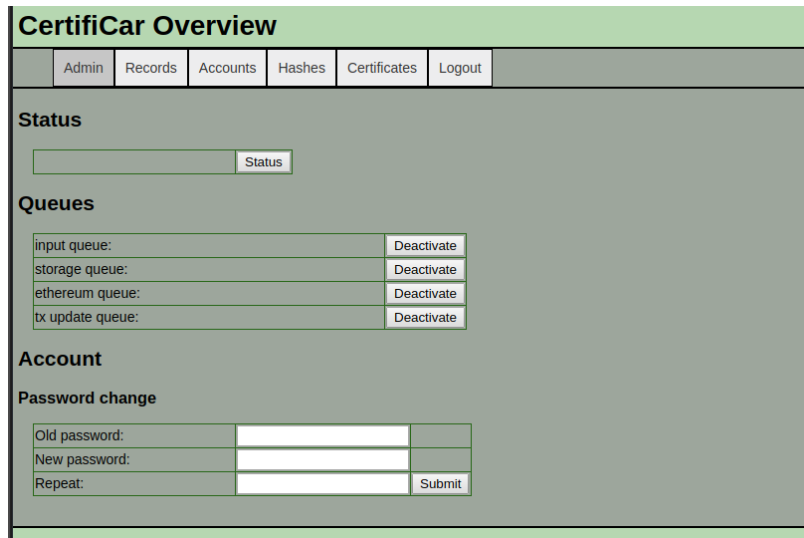 CertifiCar Overview
Admin Records Accounts Hashes Certificates Logout
Status
Status
Queues
input queue: Deactivate
storage queue: Deactivate
ethereum queue: Deactivate
tx update queue: Deactivate
Account
Password change
Old password:
New password:
Repeat: Submit